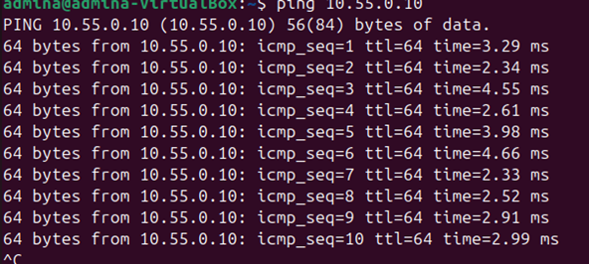 admina@admina-VirtualBox:~$ ping 10.55.0.10
PING 10.55.0.10 (10.55.0.10) 56(84) bytes of data.
64 bytes from 10.55.0.10: icmp_seq=1 ttl=64 time=3.29 ms
64 bytes from 10.55.0.10: icmp_seq=2 ttl=64 time=2.34 ms
64 bytes from 10.55.0.10: icmp_seq=3 ttl=64 time=4.55 ms
64 bytes from 10.55.0.10: icmp_seq=4 ttl=64 time=2.61 ms
64 bytes from 10.55.0.10: icmp_seq=5 ttl=64 time=3.98 ms
64 bytes from 10.55.0.10: icmp_seq=6 ttl=64 time=4.66 ms
64 bytes from 10.55.0.10: icmp_seq=7 ttl=64 time=2.33 ms
64 bytes from 10.55.0.10: icmp_seq=8 ttl=64 time=2.52 ms
64 bytes from 10.55.0.10: icmp_seq=9 ttl=64 time=2.91 ms
64 bytes from 10.55.0.10: icmp_seq=10 ttl=64 time=2.99 ms
^C